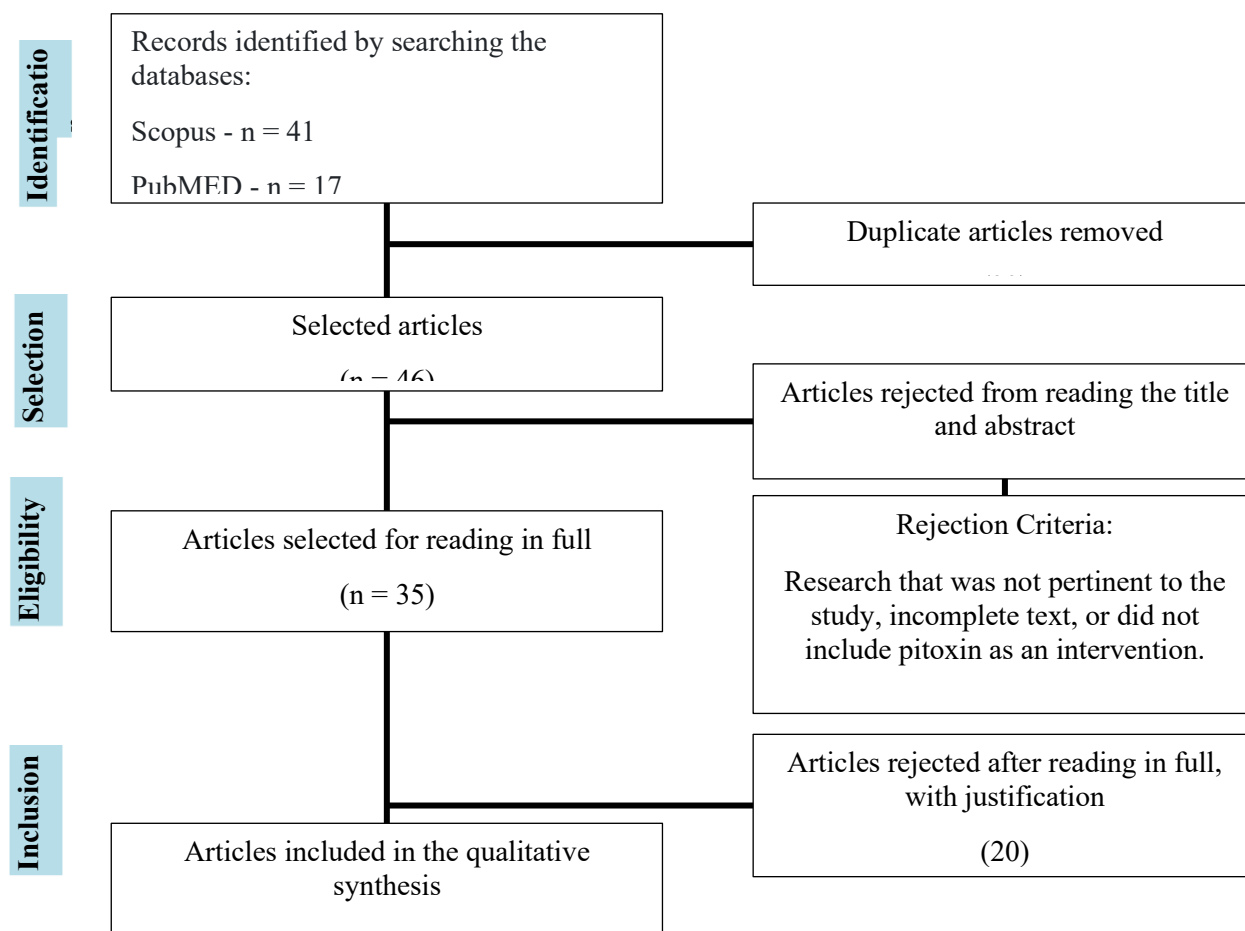 Identificatio
Records identified by searching the
databases:
Scopus - n = 41
PubMED - n = 17
Duplicate articles removed
Selection
Selected articles
(n = 46)
Articles rejected from reading the title
and abstract
Eligibility
Articles selected for reading in full
(n = 35)
Rejection Criteria:
Research that was not pertinent to the
study, incomplete text, or did not
include pitoxin as an intervention.
Inclusion
Articles rejected after reading in full,
with justification
(20)
Articles included in the qualitative
synthesis